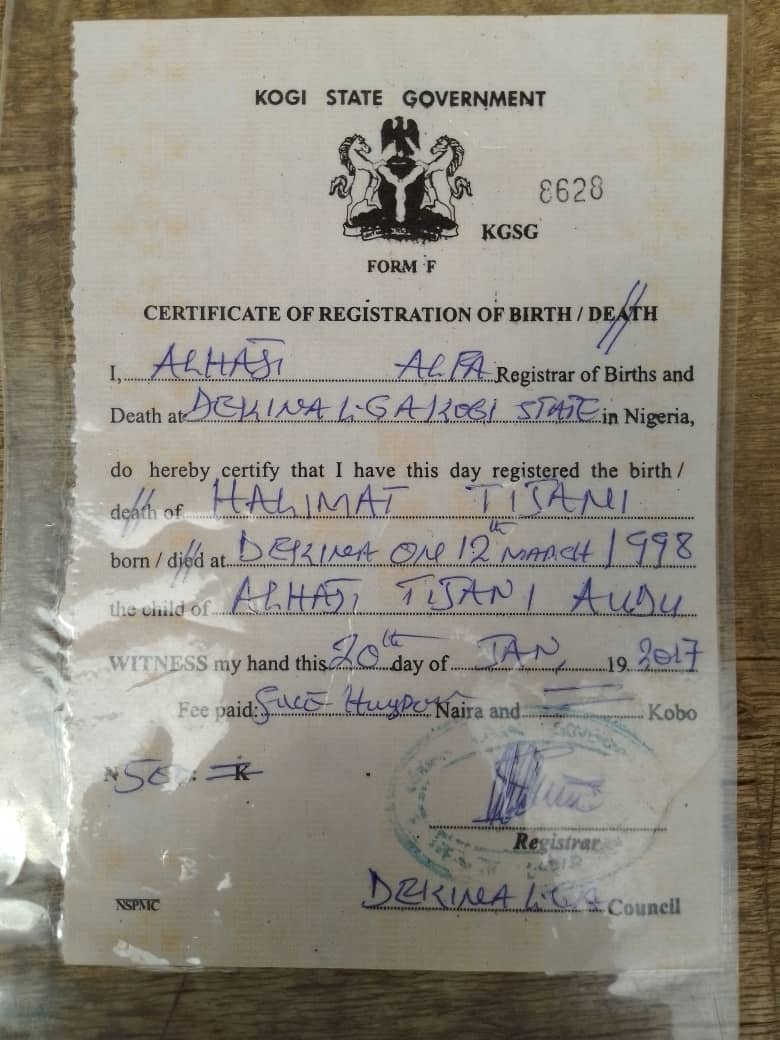 KOGI STATE GOVERNMENT
8628
KGSG
FORM F
CERTIFICATE OF REGISTRATION OF BIRTH / DEATH
I, ALHAJI ALFA Registrar of Births and
Death at DEKINA L.G.A KOGI STATE in Nigeria,
do hereby certify that I have this day registered the birth /
death of HALIMAT TIJANI
born / died at DEKINA ON 12th MARCH 1998
the child of ALHAJI TIJANI AUDU
WITNESS my hand this 20th day of JAN, 19 2017
Fee paid: Naira and Kobo
N K
Registrar
DEKINA L.G.A Council
NSPMC